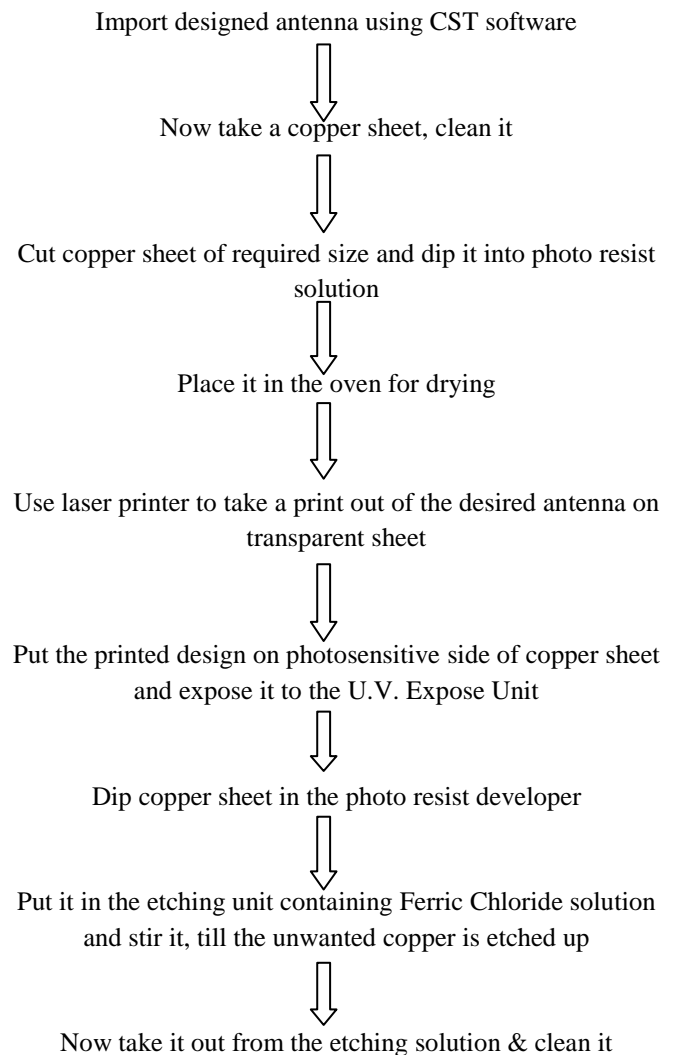 Import designed antenna using CST software
Now take a copper sheet, clean it
Cut copper sheet of required size and dip it into photo resist
solution
Place it in the oven for drying
Use laser printer to take a print out of the desired antenna on
transparent sheet
Put the printed design on photosensitive side of copper sheet
and expose it to the U.V. Expose Unit
Dip copper sheet in the photo resist developer
Put it in the etching unit containing Ferric Chloride solution
and stir it, till the unwanted copper is etched up
Now take it out from the etching solution & clean it